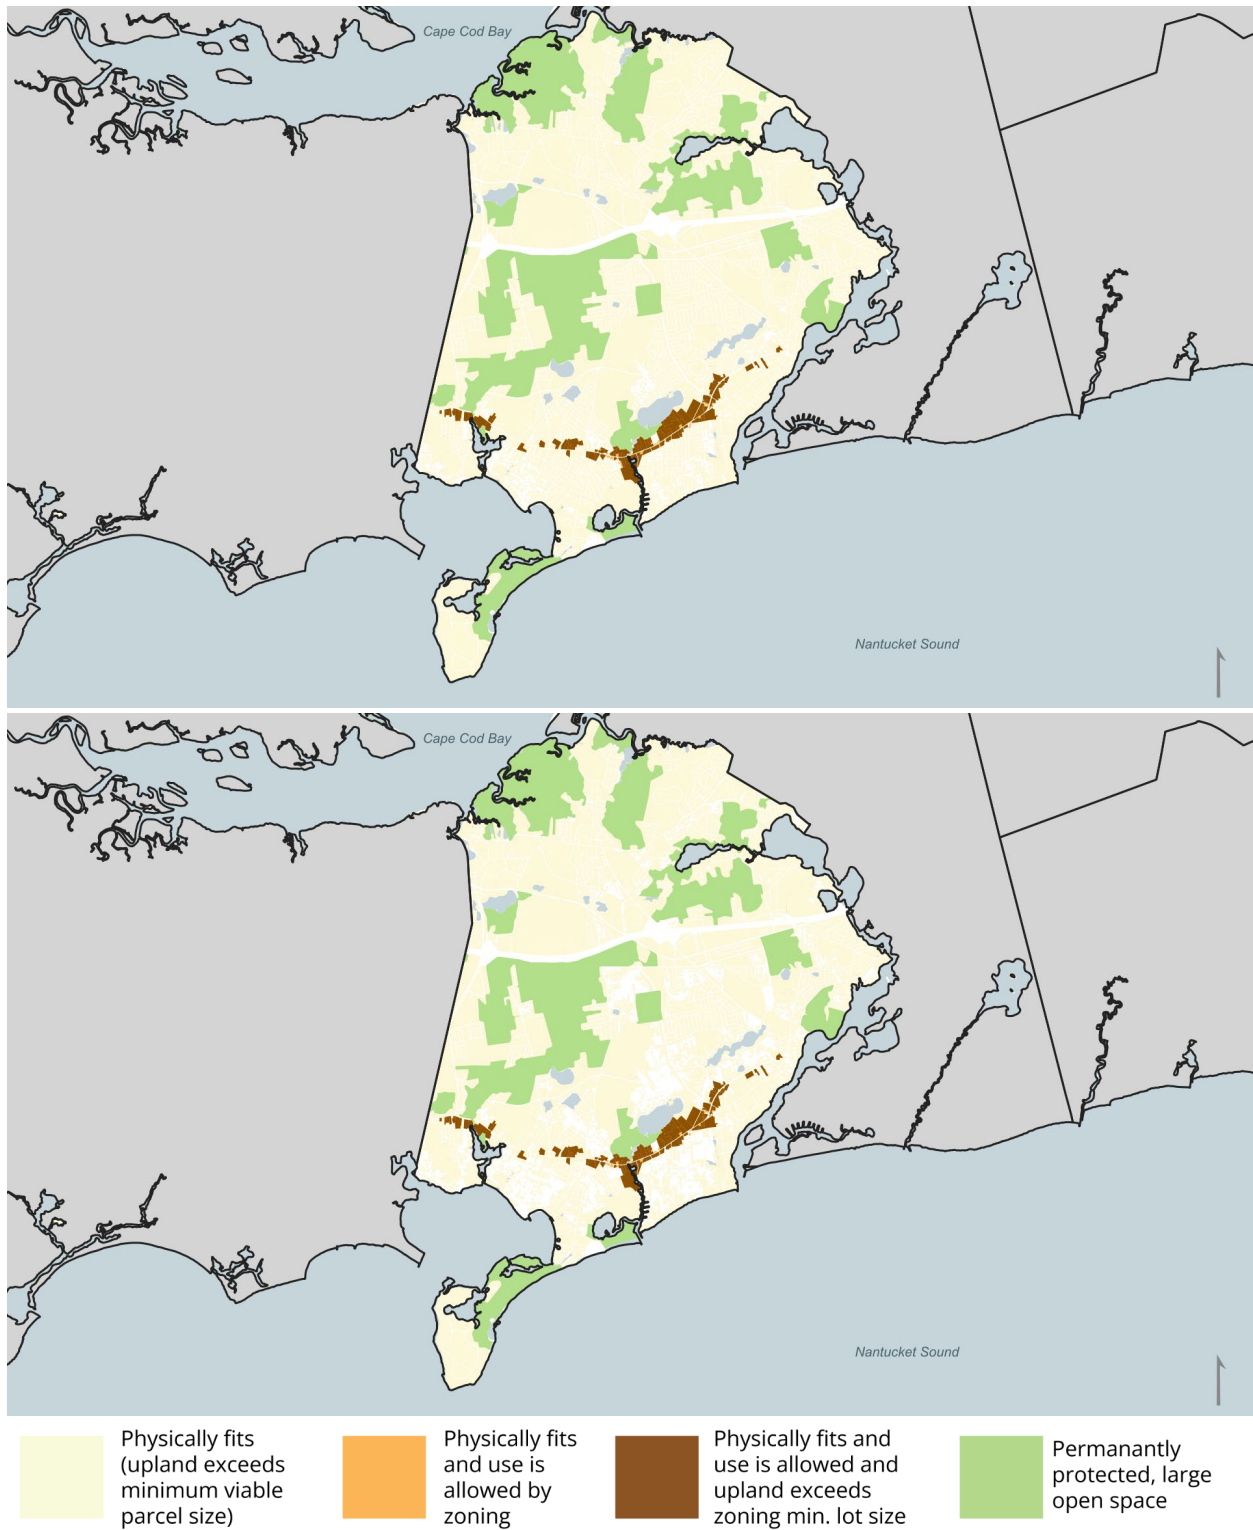 Cape Cod Bay
Nantucket Sound
Cape Cod Bay
Nantucket Sound
Physically fits
(upland exceeds
minimum viable
parcel size)
Physically fits
and use is
allowed by
zoning
Physically fits and
use is allowed and
upland exceeds
zoning min. lot size
Permanantly
protected, large
open space